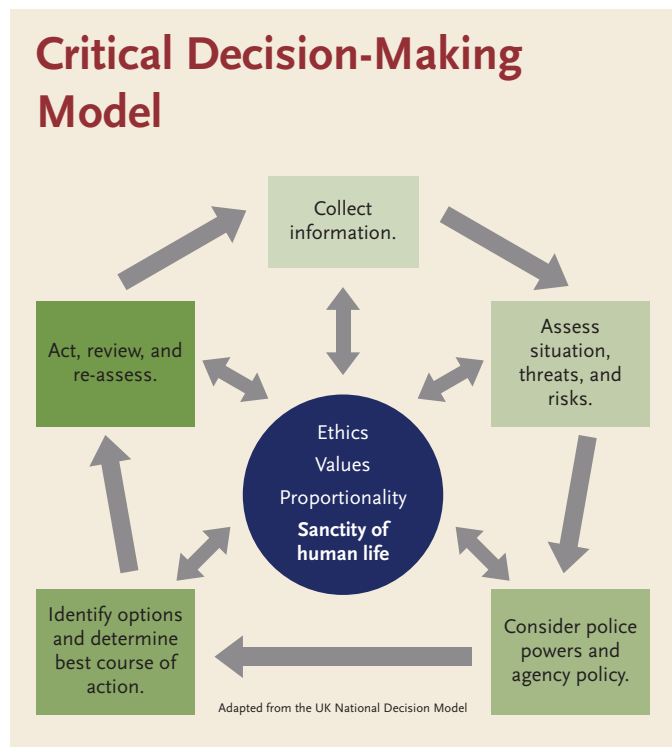 Critical Decision-Making
Model
Collect
information.
Assess
situation,
threats, and
risks.
Consider police
powers and
agency policy.
Identify options
and determine
best course of
action.
Act, review, and
re-assess.
Ethics
Values
Proportionality
Sanctity of
human life
Adapted from the UK National Decision Model